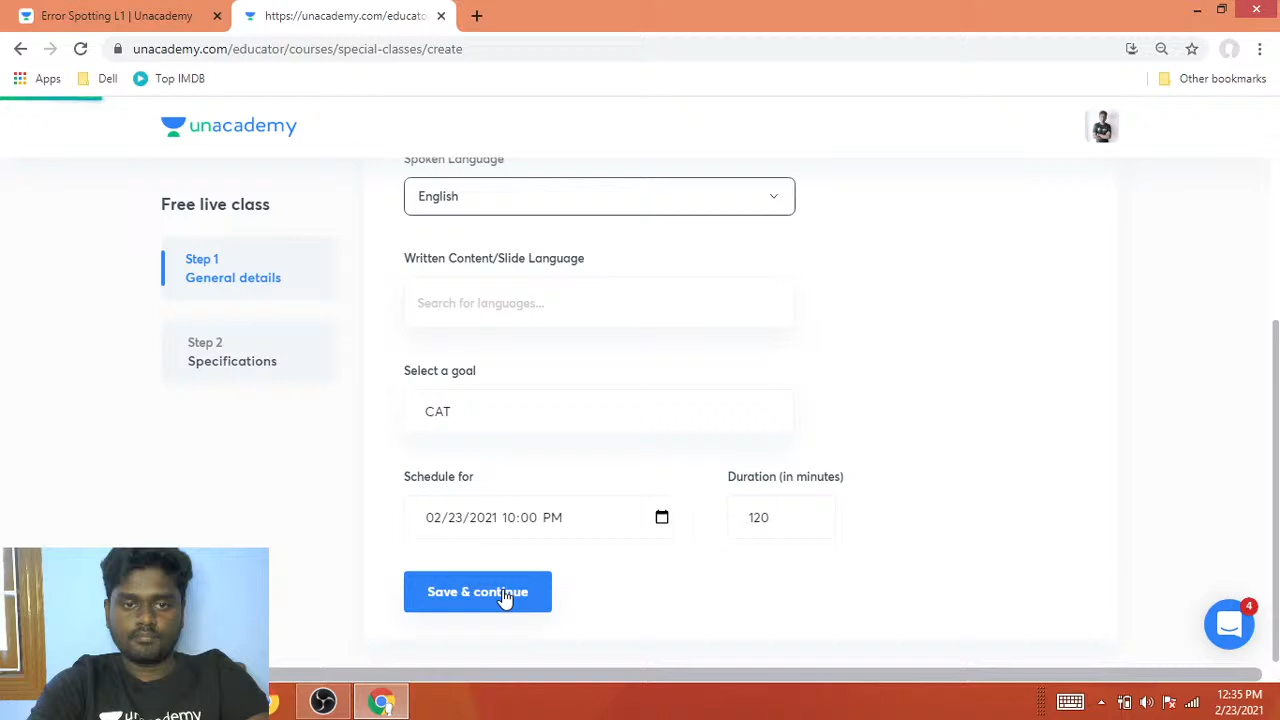 Error Spotting L1 | Unacademy
https://unacademy.com/educato
unacademy.com/educator/courses/special-classes/create
Apps
Dell
Top IMDB
Other bookmarks
unacademy
Spoken Language
English
Free live class
Step 1
General details
Step 2
Specifications
Written Content/Slide Language
Search for languages...
Select a goal
CAT
Schedule for
02/23/2021 10:00 PM
Duration (in minutes)
120
Save & continue
4
unacademy
12:35 PM
2/23/2021